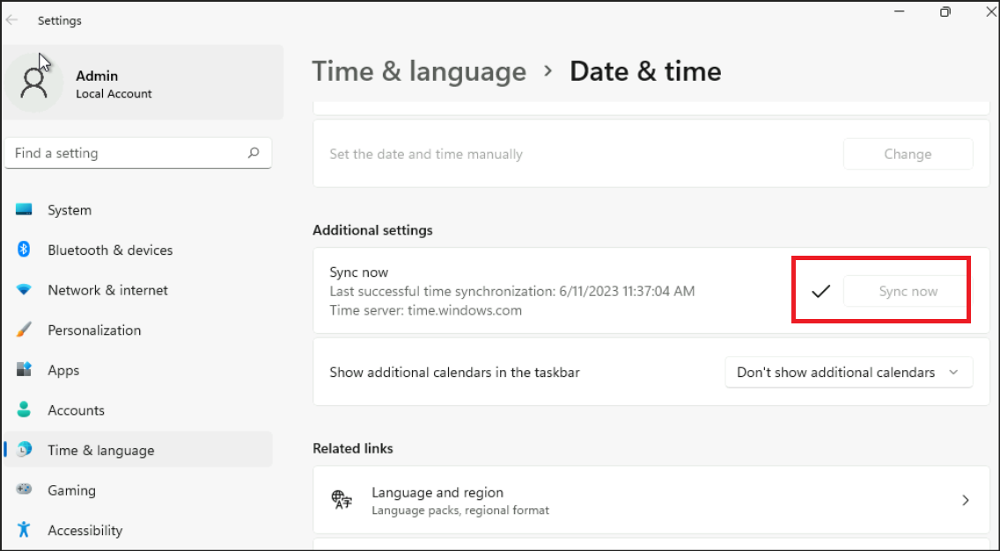 Settings
Admin
Local Account
Find a setting
System
Bluetooth & devices
Network & internet
Personalization
Apps
Accounts
Time & language
Gaming
Accessibility
Time & language > Date & time
Set the date and time manually
Change
Additional settings
Sync now
Last successful time synchronization: 6/11/2023 11:37:04 AM
Time server: time.windows.com
Sync now
Show additional calendars in the taskbar
Don't show additional calendars
Related links
Language and region
Language packs, regional format